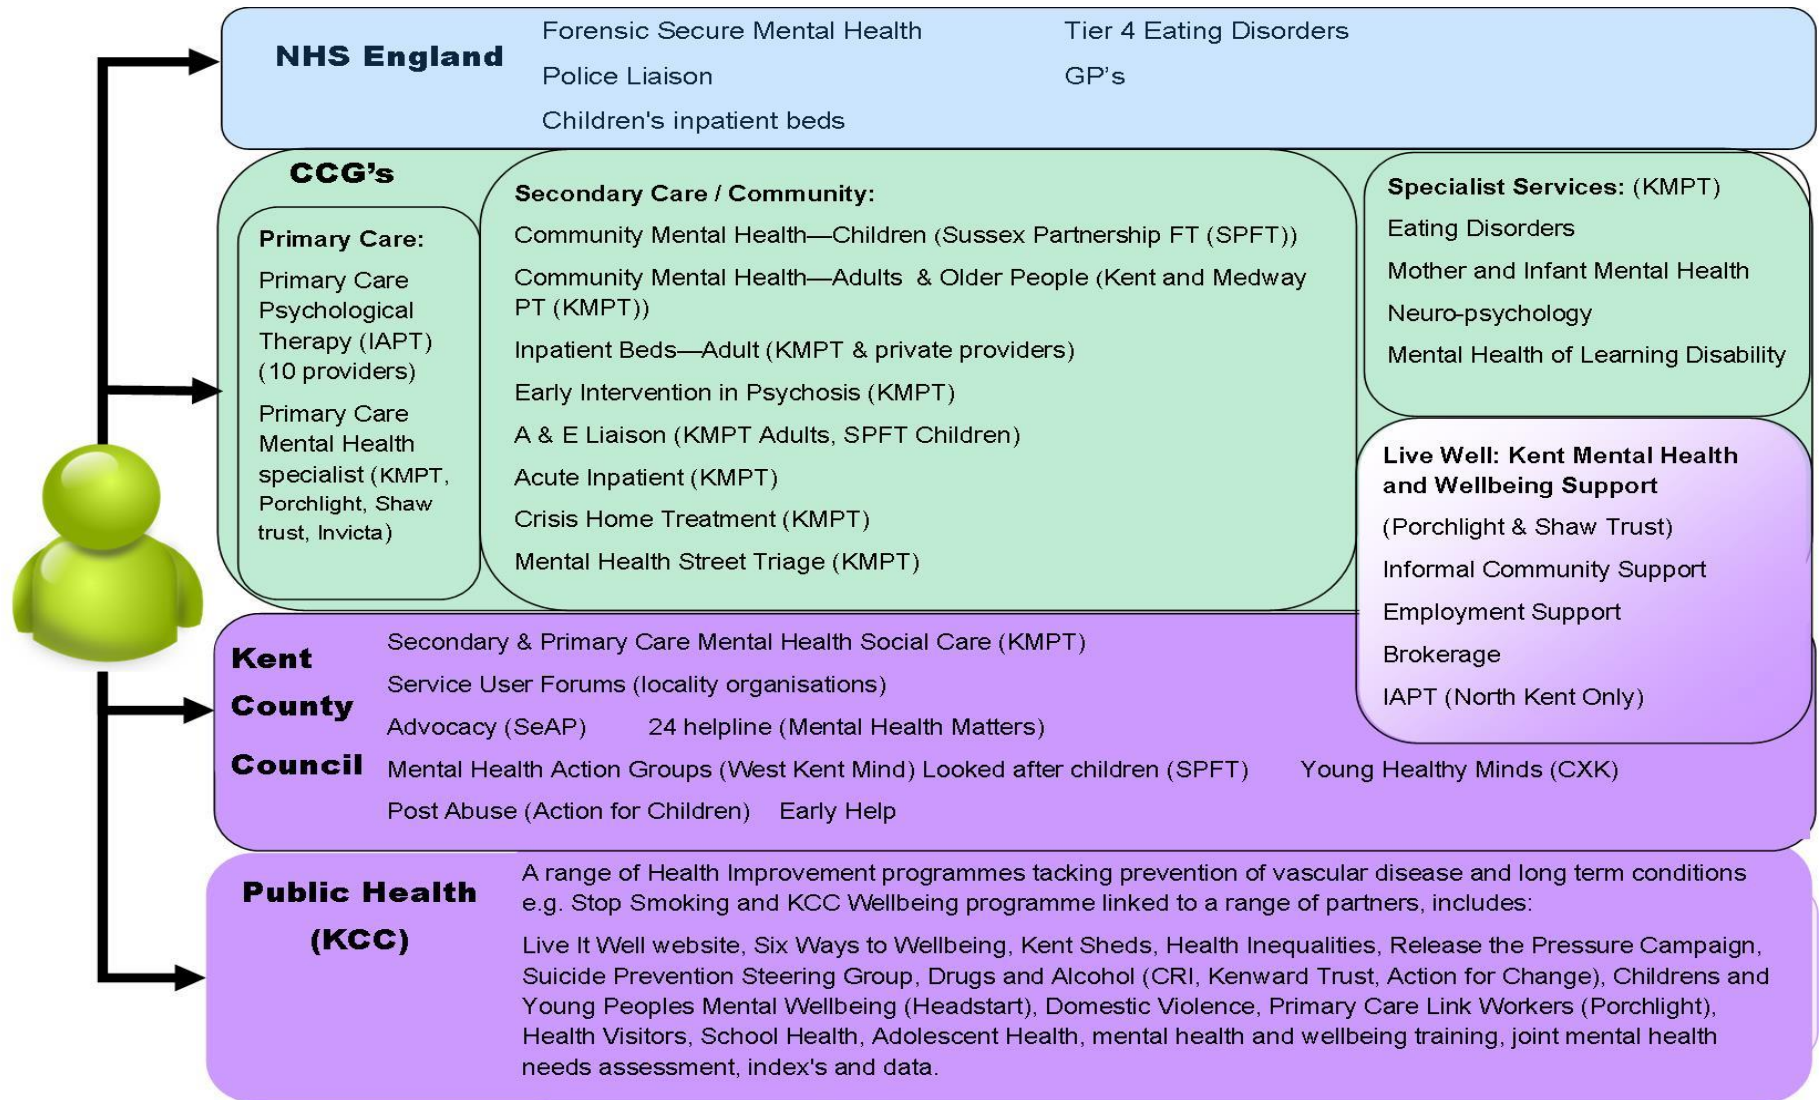 NHS England
Forensic Secure Mental Health
Tier 4 Eating Disorders
Police Liaison
GP's
Children's inpatient beds
CCG's
Primary Care:
Primary Care
Psychological
Therapy (IAPT)
(10 providers)
Primary Care
Mental Health
specialist (KMPT,
Porchlight, Shaw
trust, Invicta)
Secondary Care / Community:
Community Mental Health—Children (Sussex Partnership FT (SPFT))
Community Mental Health—Adults & Older People (Kent and Medway
PT (KMPT))
Inpatient Beds—Adult (KMPT & private providers)
Early Intervention in Psychosis (KMPT)
A & E Liaison (KMPT Adults, SPFT Children)
Acute Inpatient (KMPT)
Crisis Home Treatment (KMPT)
Mental Health Street Triage (KMPT)
Specialist Services: (KMPT)
Eating Disorders
Mother and Infant Mental Health
Neuro-psychology
Mental Health of Learning Disability
Live Well: Kent Mental Health
and Wellbeing Support
(Porchlight & Shaw Trust)
Informal Community Support
Employment Support
Brokerage
IAPT (North Kent Only)
Kent
County
Council
Secondary & Primary Care Mental Health Social Care (KMPT)
Service User Forums (locality organisations)
Advocacy (SeAP) 24 helpline (Mental Health Matters)
Mental Health Action Groups (West Kent Mind) Looked after children (SPFT) Young Healthy Minds (CXK)
Post Abuse (Action for Children) Early Help
Public Health
(KCC)
A range of Health Improvement programmes tacking prevention of vascular disease and long term conditions
e.g. Stop Smoking and KCC Wellbeing programme linked to a range of partners, includes:
Live It Well website, Six Ways to Wellbeing, Kent Sheds, Health Inequalities, Release the Pressure Campaign,
Suicide Prevention Steering Group, Drugs and Alcohol (CRI, Kenward Trust, Action for Change), Childrens and
Young Peoples Mental Wellbeing (Headstart), Domestic Violence, Primary Care Link Workers (Porchlight),
Health Visitors, School Health, Adolescent Health, mental health and wellbeing training, joint mental health
needs assessment, index's and data.